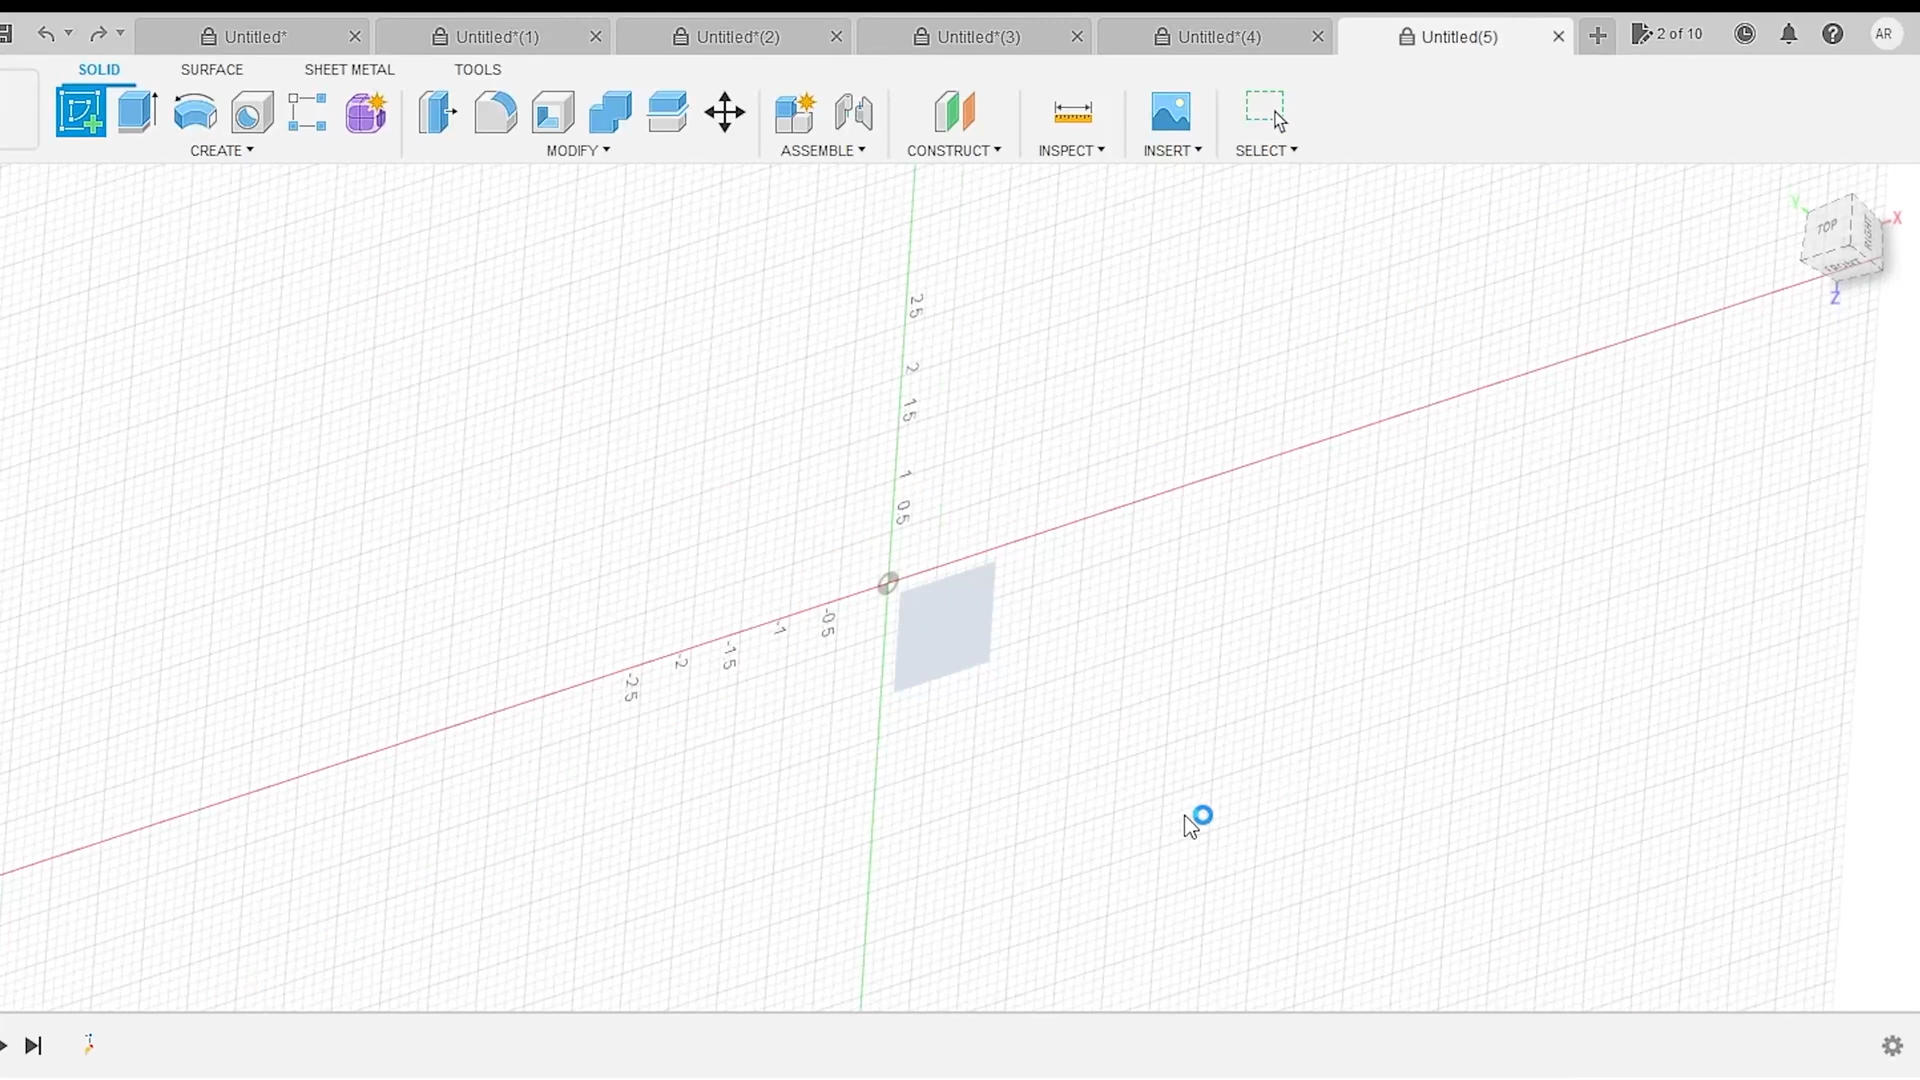 Untitled*
Untitled*(1)
Untitled*(2)
Untitled*(3)
Untitled*(4)
Untitled(5)
2 of 10
AR
SOLID
SURFACE
SHEET METAL
TOOLS
CREATE
MODIFY
ASSEMBLE
CONSTRUCT
INSPECT
INSERT
SELECT
Y
X
TOP
RIGHT
FRONT
Z
2.5
2
1.5
1
0.5
-0.5
-1
-1.5
-2
-2.5